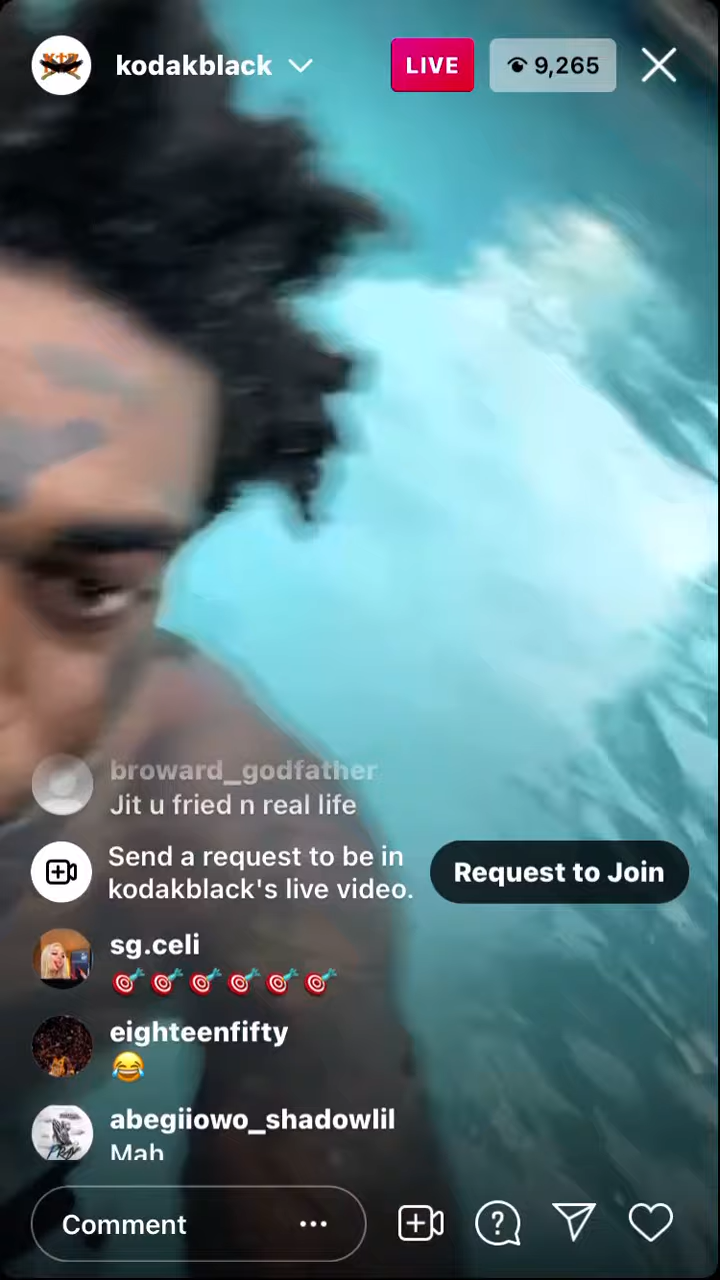 kodakblack
LIVE
9,265
broward_godfather
Jit u fried n real life
Send a request to be in
kodakblack's live video.
Request to Join
sg.celi
🎯🎯🎯🎯🎯🎯
eighteenfifty
😂
abegiiowo_shadowlil
Mah
PRAY
Comment